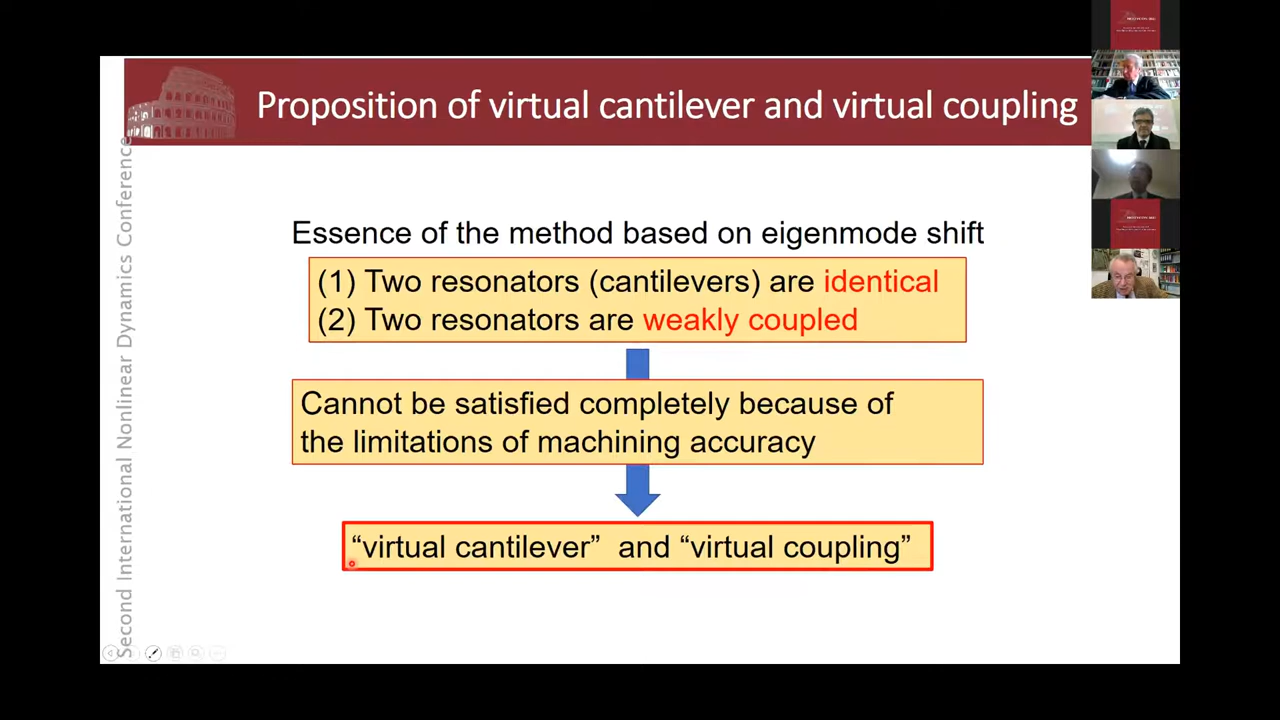 Proposition of virtual cantilever and virtual coupling
Second International Nonlinear Dynamics Conference
Essence of the method based on eigenmode shift
(1) Two resonators (cantilevers) are identical
(2) Two resonators are weakly coupled
Cannot be satisfied completely because of
the limitations of machining accuracy
“virtual cantilever” and “virtual coupling”